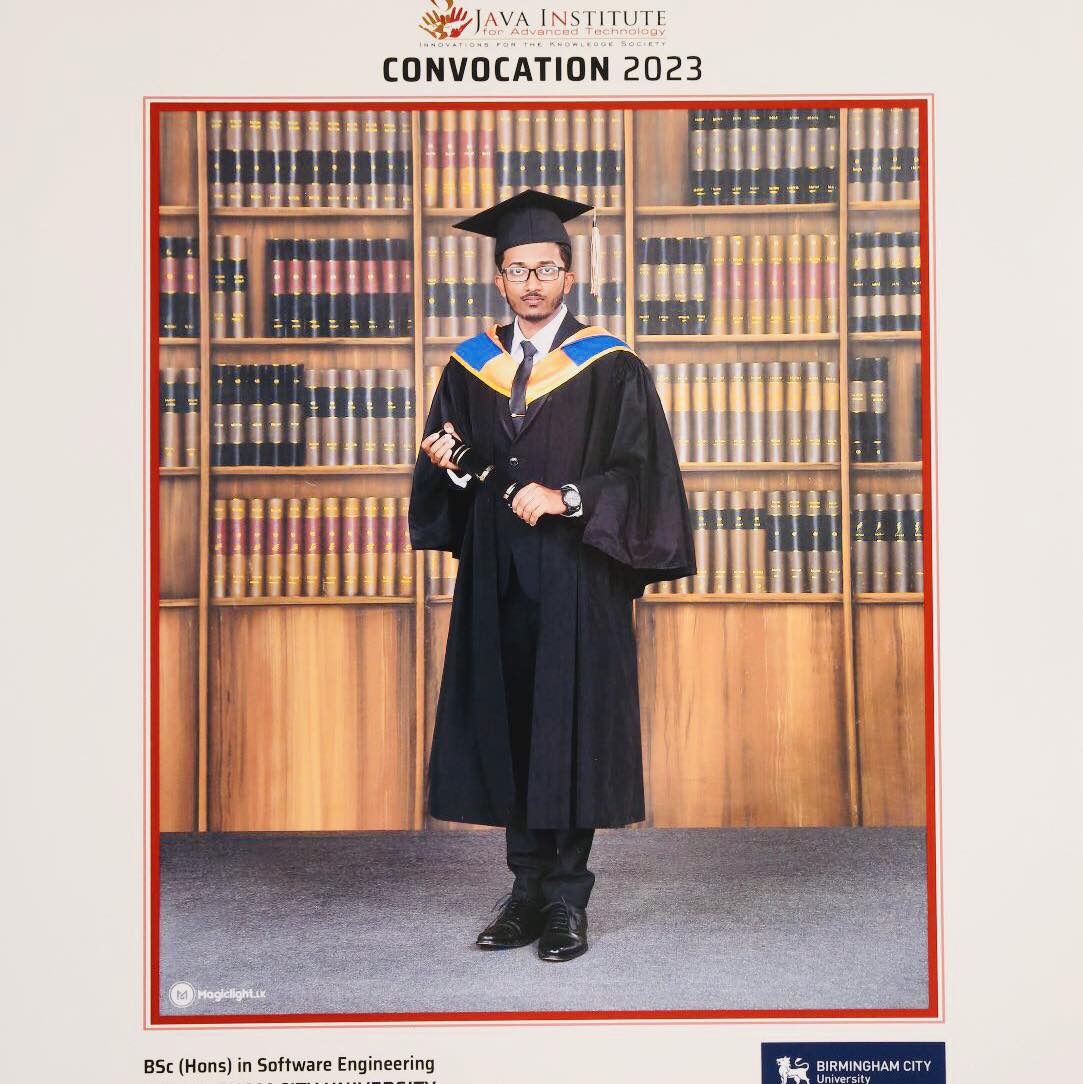 JAVA INSTITUTE
for Advanced Technology
INNOVATIONS FOR THE KNOWLEDGE SOCIETY
CONVOCATION 2023
Magiclight.LK
BSc (Hons) in Software Engineering
CITY UNIVERSITY
BIRMINGHAM CITY
University